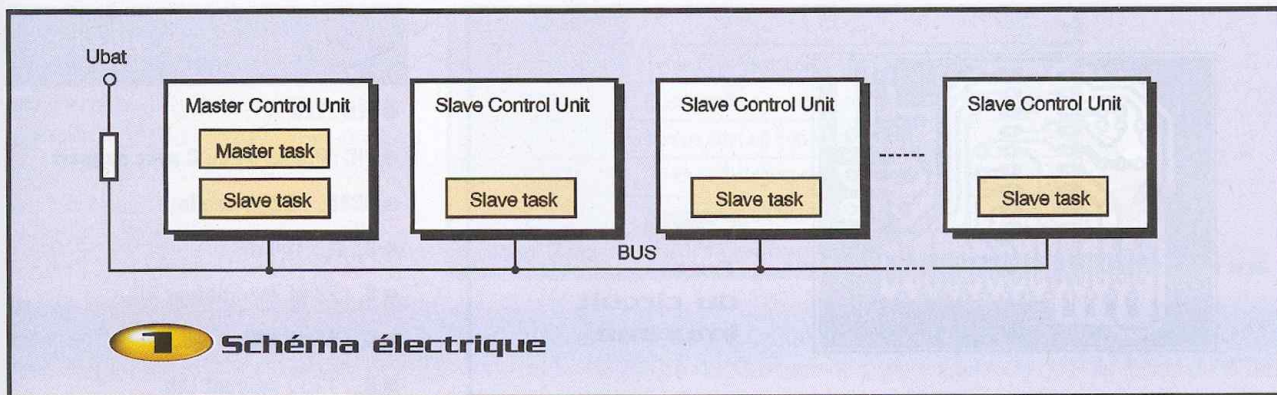 Ubat
Master Control Unit
Master task
Slave task
Slave Control Unit
Slave task
Slave Control Unit
Slave task
Slave Control Unit
Slave task
BUS
1 Schéma électrique